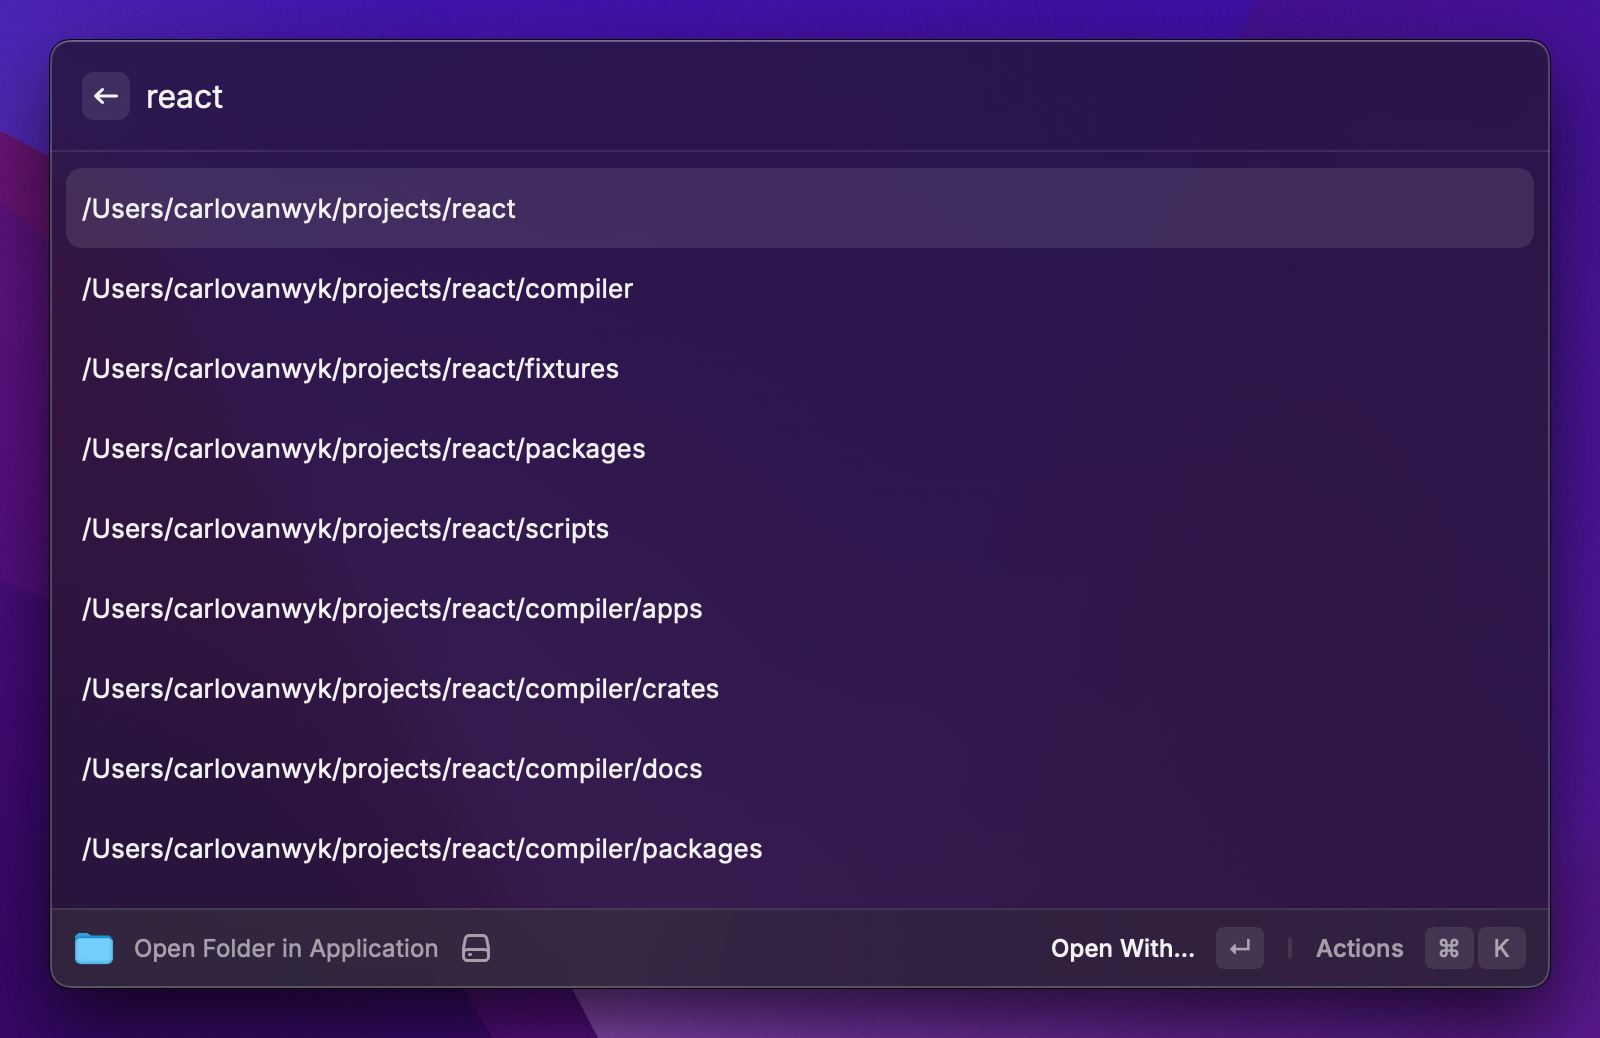 react
/Users/carlovanwyk/projects/react
/Users/carlovanwyk/projects/react/compiler
/Users/carlovanwyk/projects/react/fixtures
/Users/carlovanwyk/projects/react/packages
/Users/carlovanwyk/projects/react/scripts
/Users/carlovanwyk/projects/react/compiler/apps
/Users/carlovanwyk/projects/react/compiler/crates
/Users/carlovanwyk/projects/react/compiler/docs
/Users/carlovanwyk/projects/react/compiler/packages
Open Folder in Application Open With... ↵ Actions ⌘ K